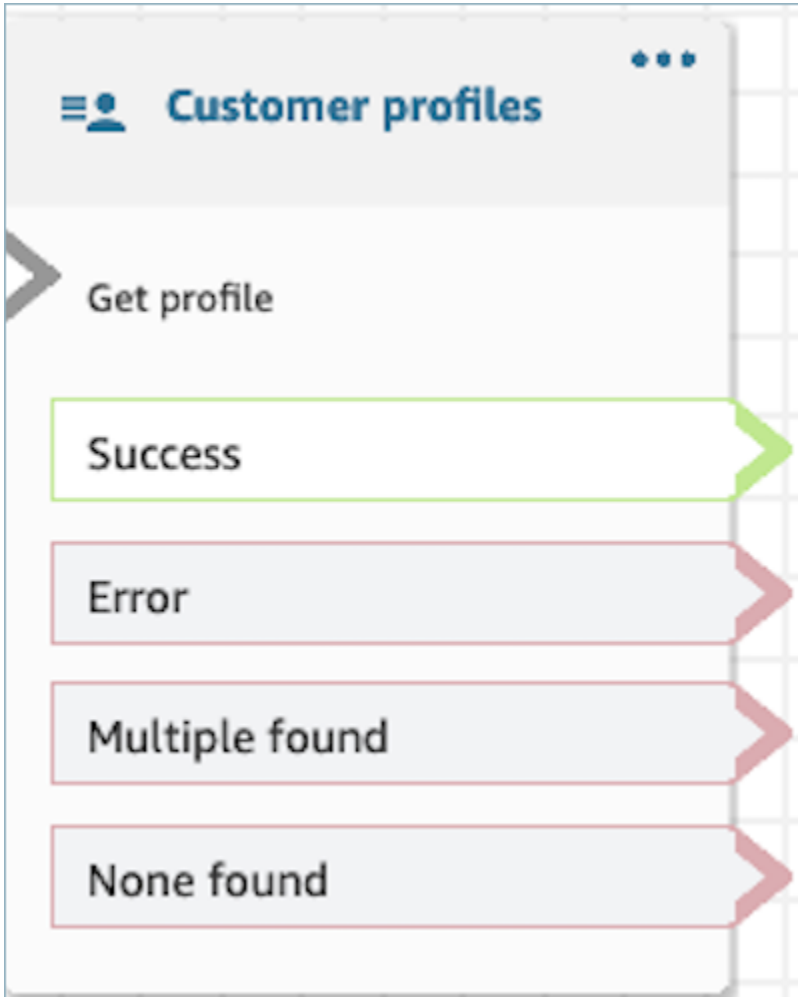 Customer profiles
Get profile
Success
Error
Multiple found
None found